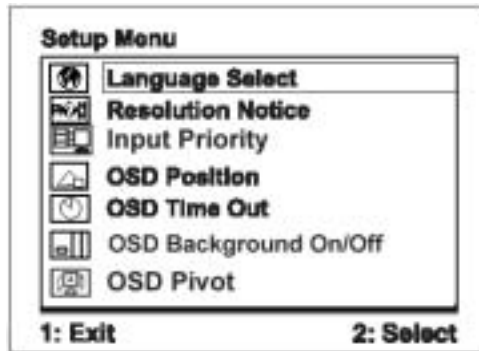 Setup Menu
Language Select
Resolution Notice
Input Priority
OSD Position
OSD Time Out
OSD Background On/Off
OSD Pivot
1: Exit 2: Select